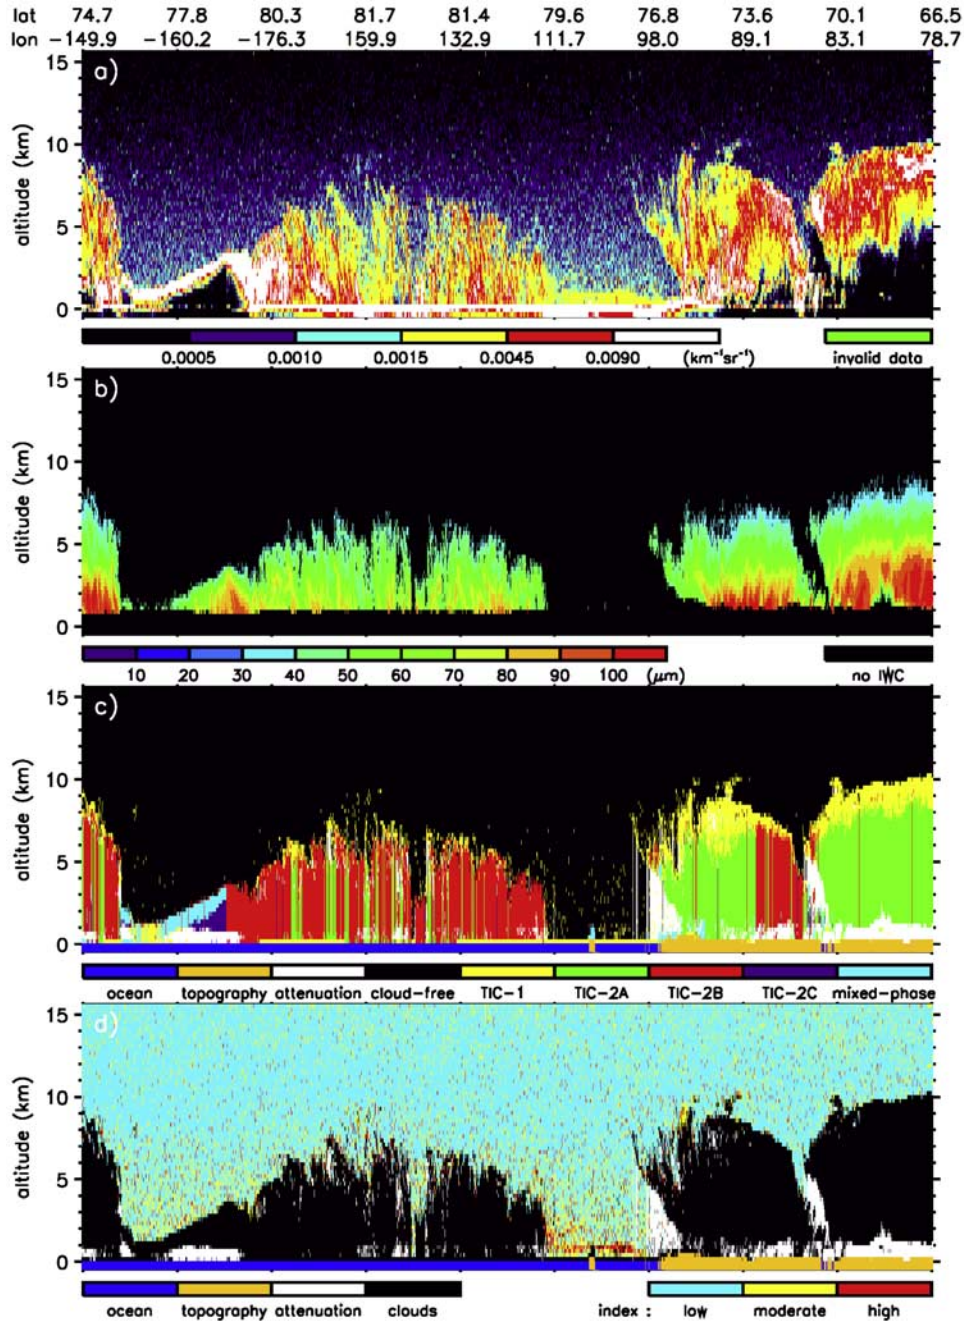 lat 74.7 77.8 80.3 81.7 81.4 79.6 76.8 73.6 70.1 66.5
lon -149.9 -160.2 -176.3 159.9 132.9 111.7 98.0 89.1 83.1 78.7
a)
15
10
5
0
altitude (km)
0.0005 0.0010 0.0015 0.0045 0.0090 (km⁻¹sr⁻¹) invalid data
b)
15
10
5
0
altitude (km)
10 20 30 40 50 60 70 80 90 100 (μm) no IWC
c)
15
10
5
0
altitude (km)
ocean topography attenuation cloud-free TIC-1 TIC-2A TIC-2B TIC-2C mixed-phase
d)
15
10
5
0
altitude (km)
ocean topography attenuation clouds index : low moderate high